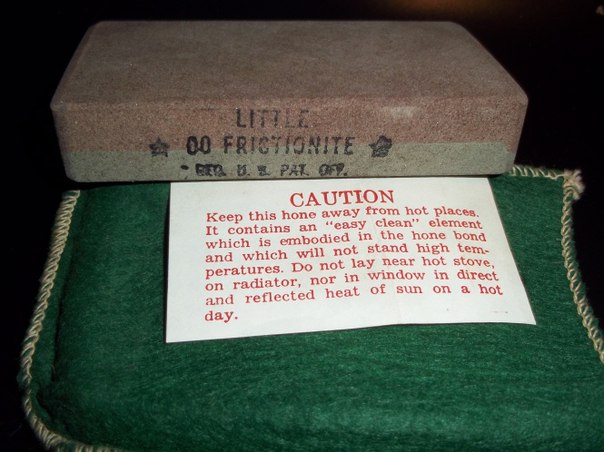 LITTLE
00 FRICTIONITE
REG. U. S. PAT. OFF.
CAUTION
Keep this hone away from hot places.
It contains an "easy clean" element
which is embodied in the hone bond
and which will not stand high tem-
peratures. Do not lay near hot stove,
on radiator, nor in window in direct
and reflected heat of sun on a hot
day.